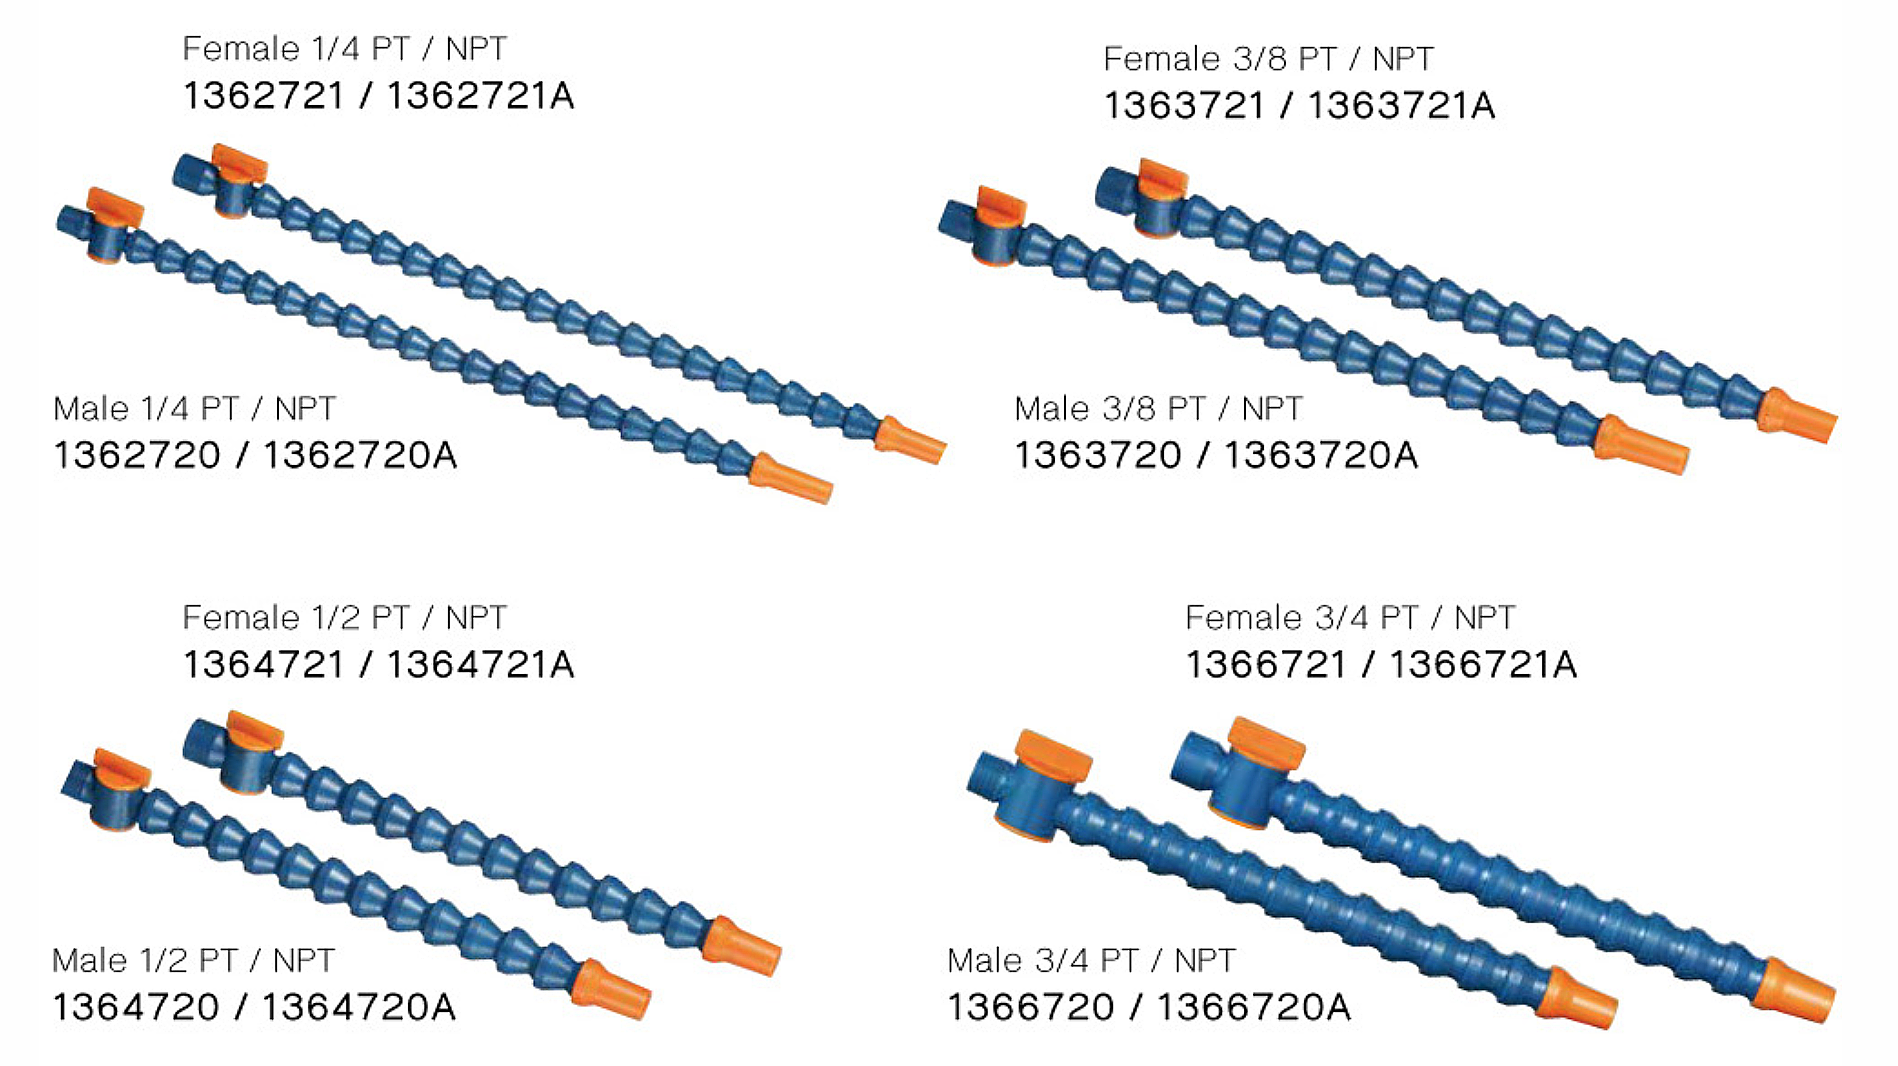 Female 1/4 PT / NPT
1362721 / 1362721A
Female 3/8 PT / NPT
1363721 / 1363721A
Male 1/4 PT / NPT
1362720 / 1362720A
Male 3/8 PT / NPT
1363720 / 1363720A
Female 1/2 PT / NPT
1364721 / 1364721A
Female 3/4 PT / NPT
1366721 / 1366721A
Male 1/2 PT / NPT
1364720 / 1364720A
Male 3/4 PT / NPT
1366720 / 1366720A